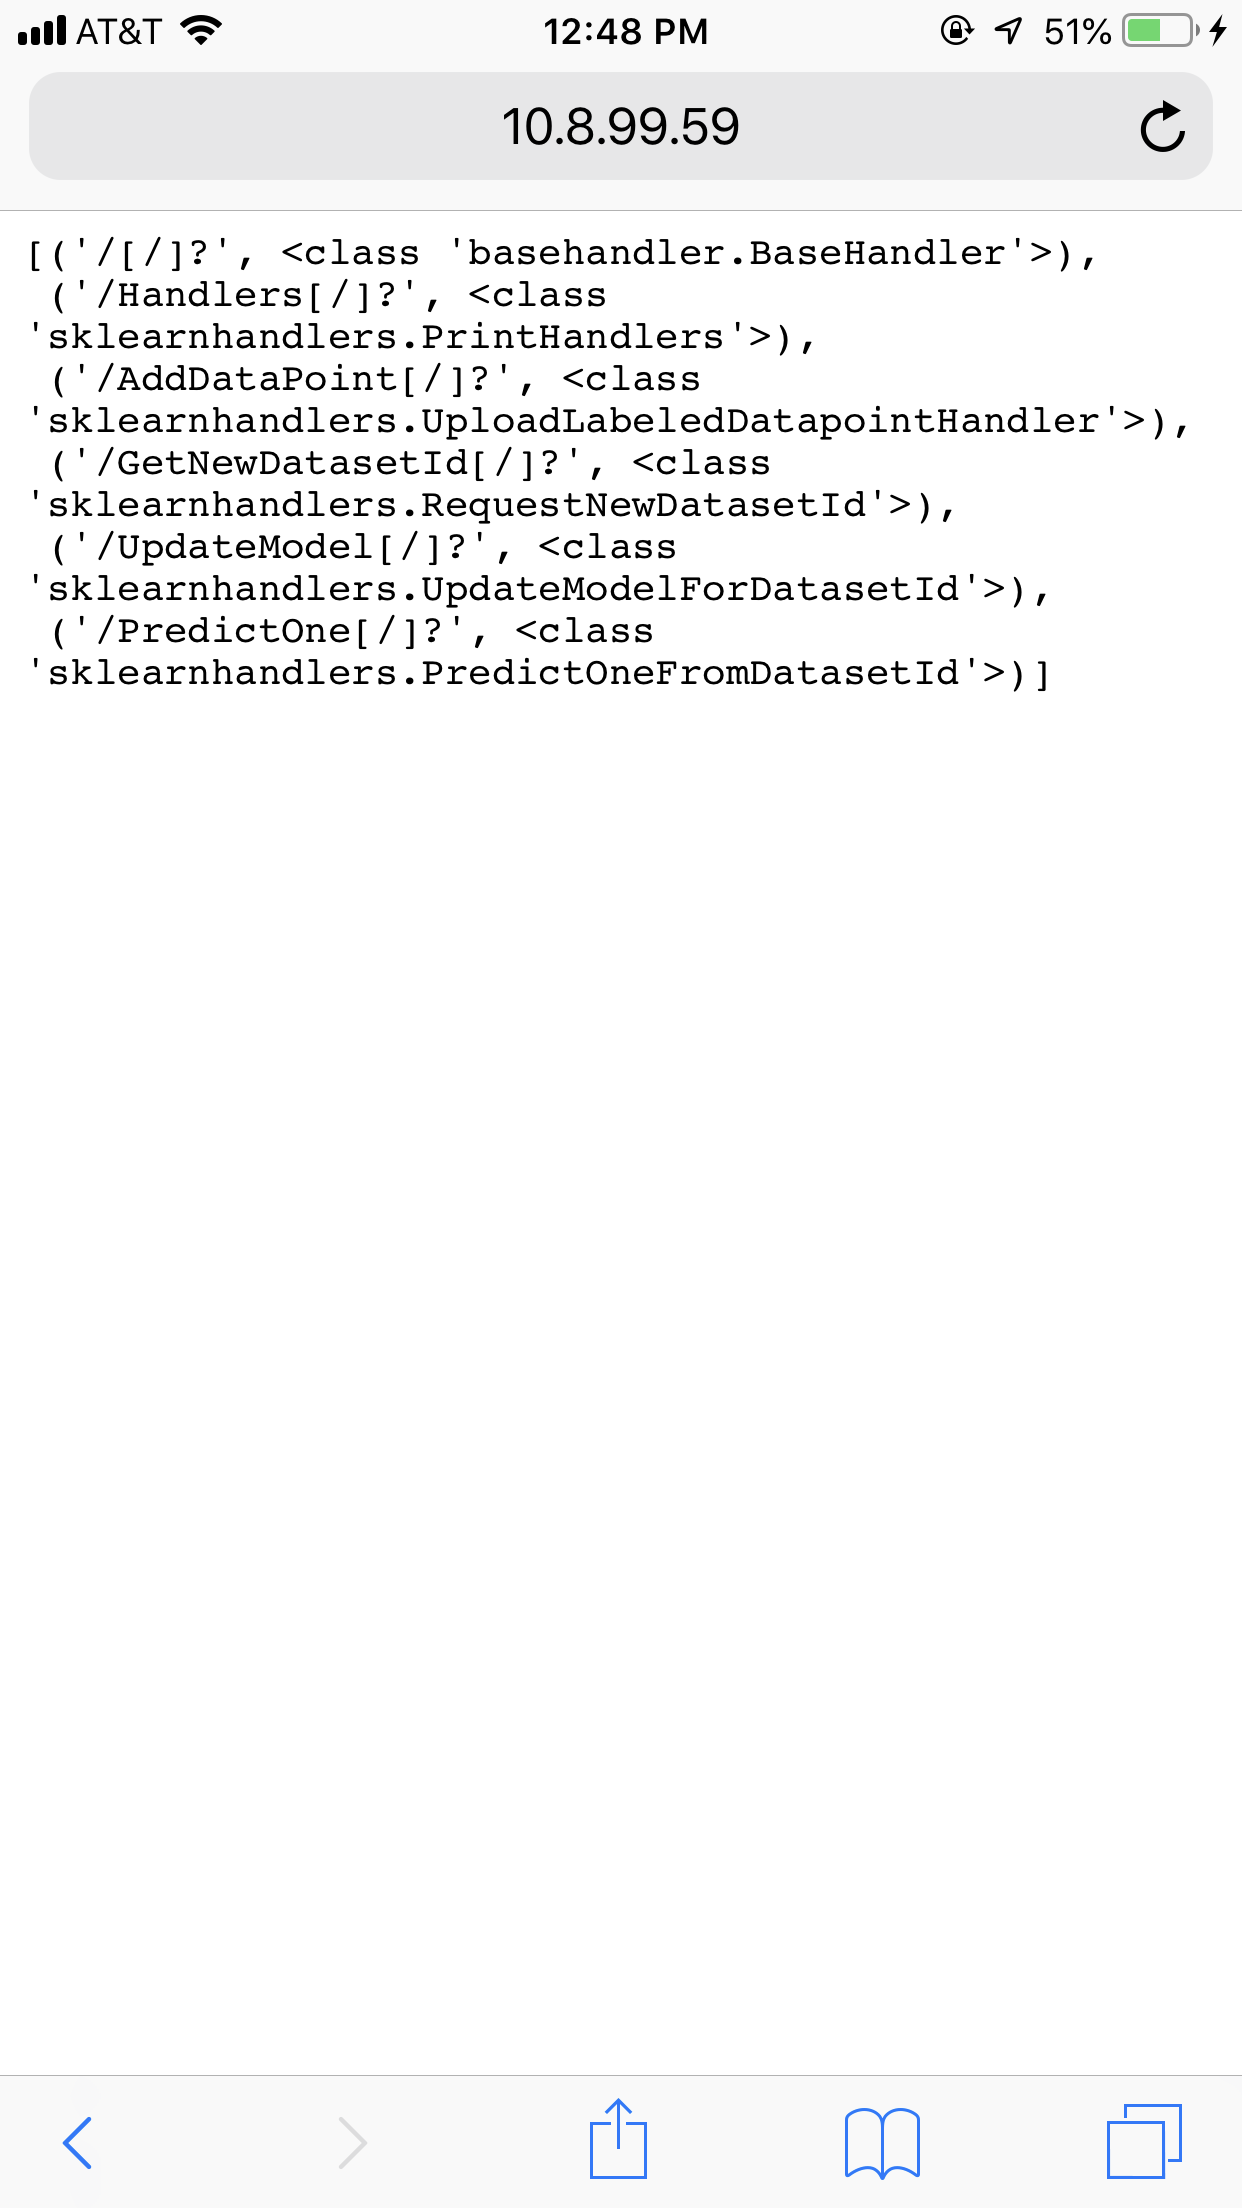 AT&T 12:48 PM 51%
10.8.99.59
[('/[/]?', <class 'basehandler.BaseHandler'>),
 ('/Handlers[/]?', <class
'sklearnhandlers.PrintHandlers'>),
 ('/AddDataPoint[/]?', <class
'sklearnhandlers.UploadLabeledDatapointHandler'>),
 ('/GetNewDatasetId[/]?', <class
'sklearnhandlers.RequestNewDatasetId'>),
 ('/UpdateModel[/]?', <class
'sklearnhandlers.UpdateModelForDatasetId'>),
 ('/PredictOne[/]?', <class
'sklearnhandlers.PredictOneFromDatasetId'>)]